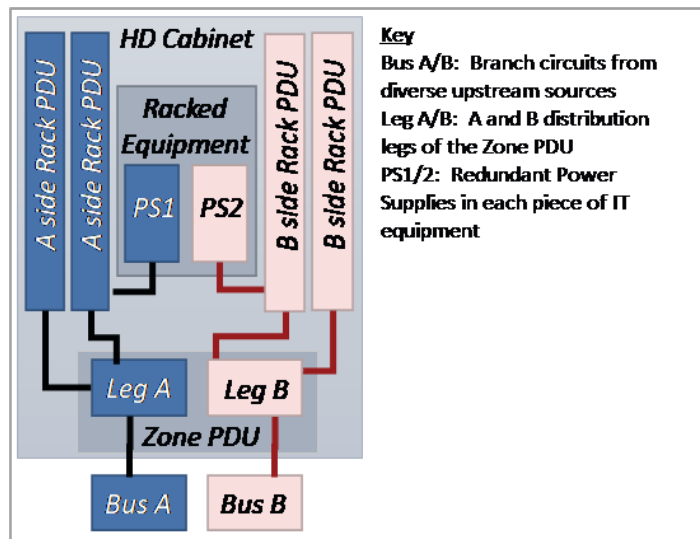 HD Cabinet
A side Rack PDU
A side Rack PDU
Racked
Equipment
PS1
PS2
B side Rack PDU
B side Rack PDU
Leg A
Leg B
Zone PDU
Bus A
Bus B
Key
Bus A/B: Branch circuits from
diverse upstream sources
Leg A/B: A and B distribution
legs of the Zone PDU
PS1/2: Redundant Power
Supplies in each piece of IT
equipment